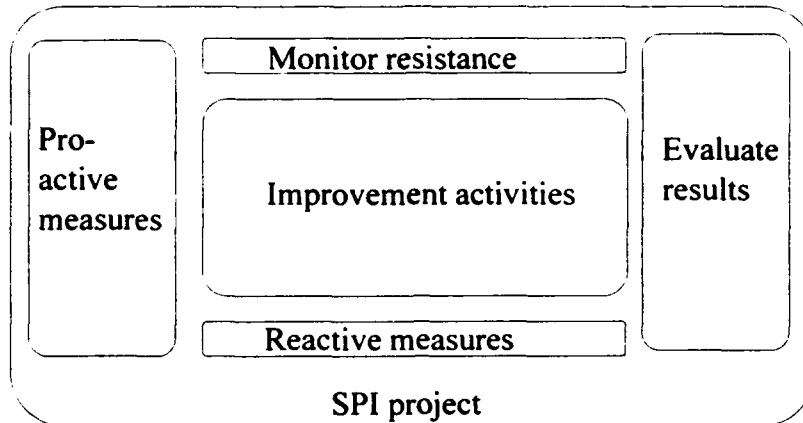 Monitor resistance
Pro-
active
measures
Improvement activities
Evaluate
results
Reactive measures
SPI project